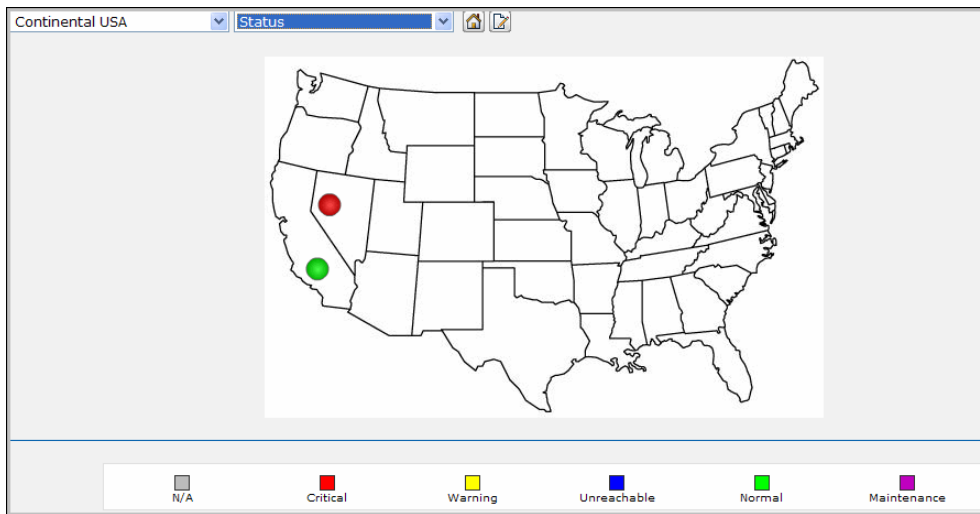 Continental USA
Status
N/A
Critical
Warning
Unreachable
Normal
Maintenance